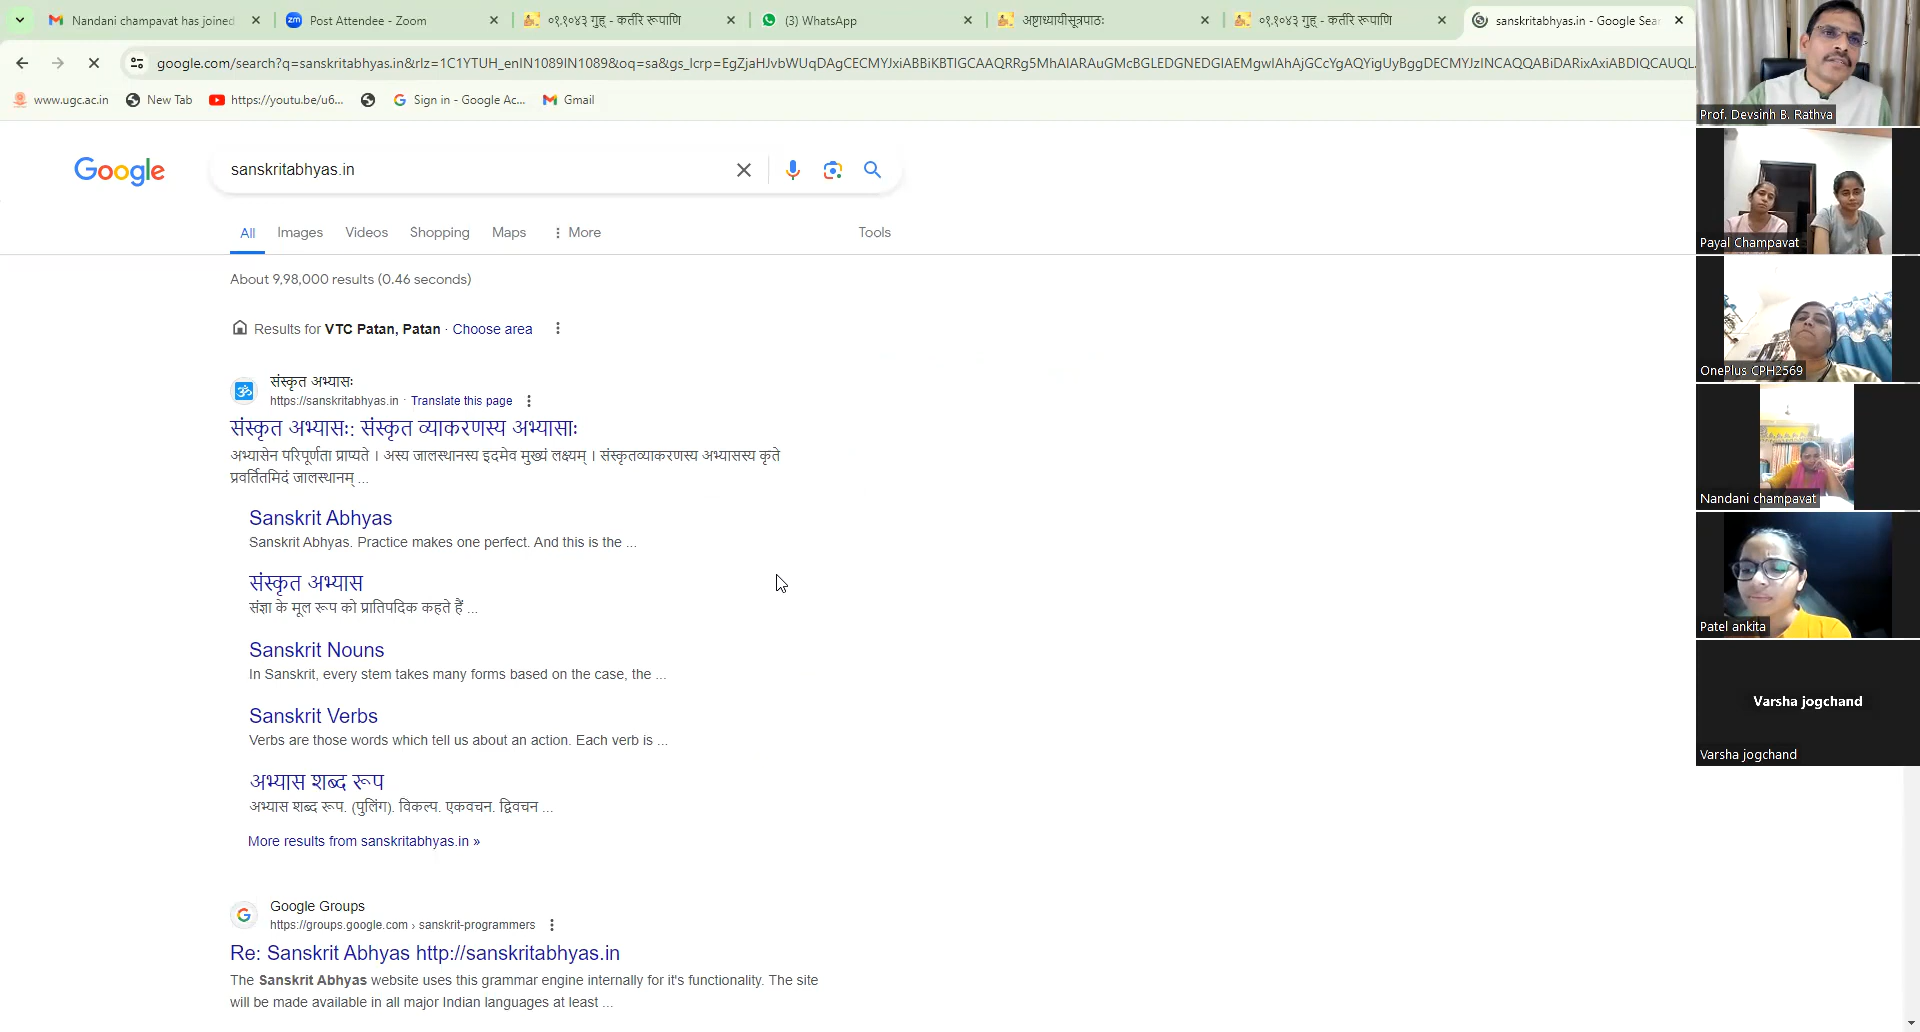 Nandani champavat has joined
Post Attendee - Zoom
०१.१०४३ गुहू - कर्तरि रूपाणि
(3) WhatsApp
अष्टाध्यायीसूत्रपाठः
०१.१०४३ गुहू - कर्तरि रूपाणि
sanskritabhyas.in - Google Sear
google.com/search?q=sanskritabhyas.in&rlz=1C1YTUH_enIN1089IN1089&oq=sa&gs_lcrp=
www.ugc.ac.in
New Tab
https://youtu.be/u6...
Sign in - Google Ac...
Gmail
Google
sanskritabhyas.in
All Images Videos Shopping Maps More Tools
About 9,98,000 results (0.46 seconds)
Results for VTC Patan, Patan · Choose area
संस्कृत अभ्यासः
https://sanskritabhyas.in · Translate this page
संस्कृत अभ्यासः: संस्कृत व्याकरणस्य अभ्यासाः
अभ्यासेन परिपूर्णता प्राप्यते । अस्य जालस्थानस्य इदमेव मुख्यं लक्ष्यम् । संस्कृतव्याकरणस्य अभ्यासस्य कृते
प्रवर्तितमिदं जालस्थानम् ...
Sanskrit Abhyas
Sanskrit Abhyas. Practice makes one perfect. And this is the ...
संस्कृत अभ्यास
संज्ञा के मूल रूप को प्रातिपदिक कहते हैं ...
Sanskrit Nouns
In Sanskrit, every stem takes many forms based on the case, the ...
Sanskrit Verbs
Verbs are those words which tell us about an action. Each verb is ...
अभ्यास शब्द रूप
अभ्यास शब्द रूप. (पुलिंग). विकल्प. एकवचन. द्विवचन ...
More results from sanskritabhyas.in »
Google Groups
https://groups.google.com › sanskrit-programmers
Re: Sanskrit Abhyas http://sanskritabhyas.in
The Sanskrit Abhyas website uses this grammar engine internally for it's functionality. The site
will be made available in all major Indian languages at least ...
Prof. Devsinh B. Rathva
Payal Champavat
OnePlus CPH2569
Nandani champavat
Patel ankita
Varsha jogchand
Varsha jogchand